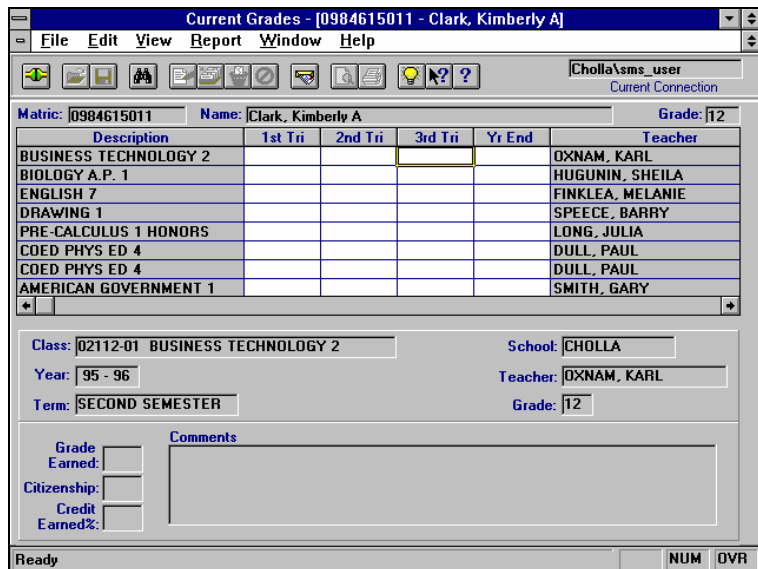 Current Grades - [0984615011 - Clark, Kimberly A]
File Edit View Report Window Help
Cholla\sms_user
Current Connection
Matric: 0984615011 Name: Clark, Kimberly A Grade: 12
Description 1st Tri 2nd Tri 3rd Tri Yr End Teacher
BUSINESS TECHNOLOGY 2 OXNAM, KARL
BIOLOGY A.P. 1 HUGUNIN, SHEILA
ENGLISH 7 FINKLEA, MELANIE
DRAWING 1 SPEECE, BARRY
PRE-CALCULUS 1 HONORS LONG, JULIA
COED PHYS ED 4 DULL, PAUL
COED PHYS ED 4 DULL, PAUL
AMERICAN GOVERNMENT 1 SMITH, GARY
Class: 02112-01 BUSINESS TECHNOLOGY 2 School: CHOLLA
Year: 95 - 96 Teacher: OXNAM, KARL
Term: SECOND SEMESTER Grade: 12
Comments
Grade
Earned:
Citizenship:
Credit
Earned%:
Ready NUM OVR